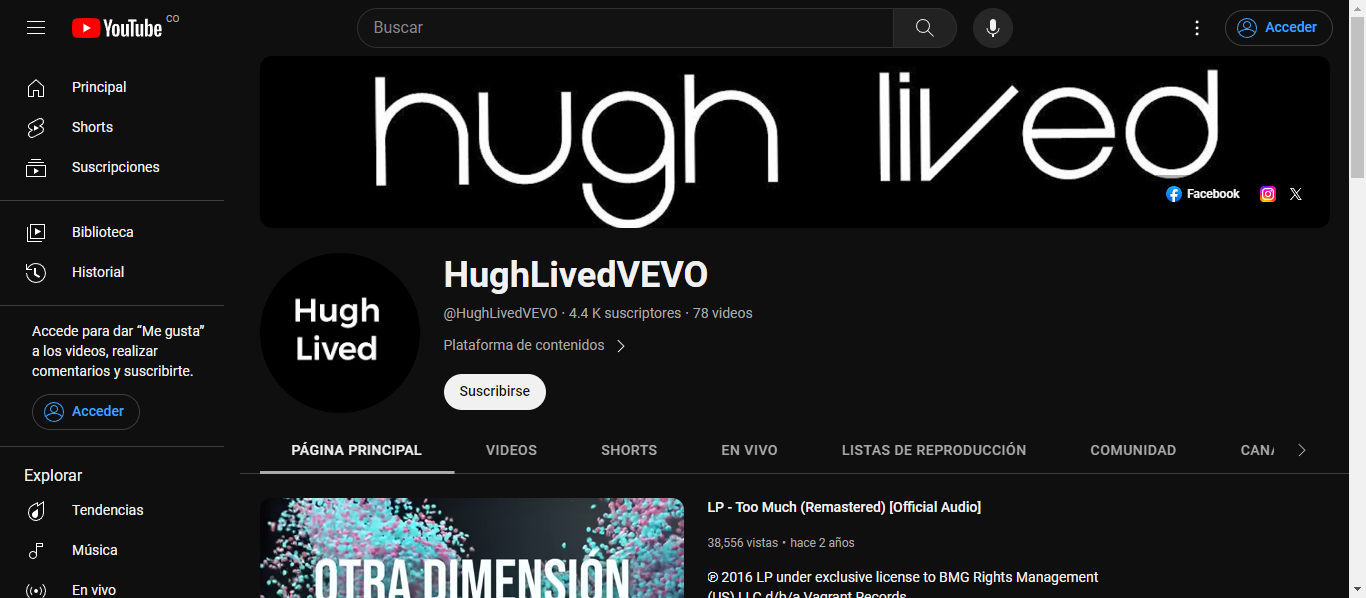 YouTube CO
Buscar
Acceder
Principal
Shorts
Suscripciones
Biblioteca
Historial
Accede para dar “Me gusta”
a los videos, realizar
comentarios y suscribirte.
Acceder
Explorar
Tendencias
Música
En vivo
hugh lived
Facebook
Hugh
Lived
HughLivedVEVO
@HughLivedVEVO · 4.4 K suscriptores · 78 videos
Plataforma de contenidos
Suscribirse
PÁGINA PRINCIPAL VIDEOS SHORTS EN VIVO LISTAS DE REPRODUCCIÓN COMUNIDAD
OTRA DIMENSIÓN
LP - Too Much (Remastered) [Official Audio]
38,556 vistas • hace 2 años
℗ 2016 LP under exclusive license to BMG Rights Management
(US) LLC d/b/a Vagrant Records